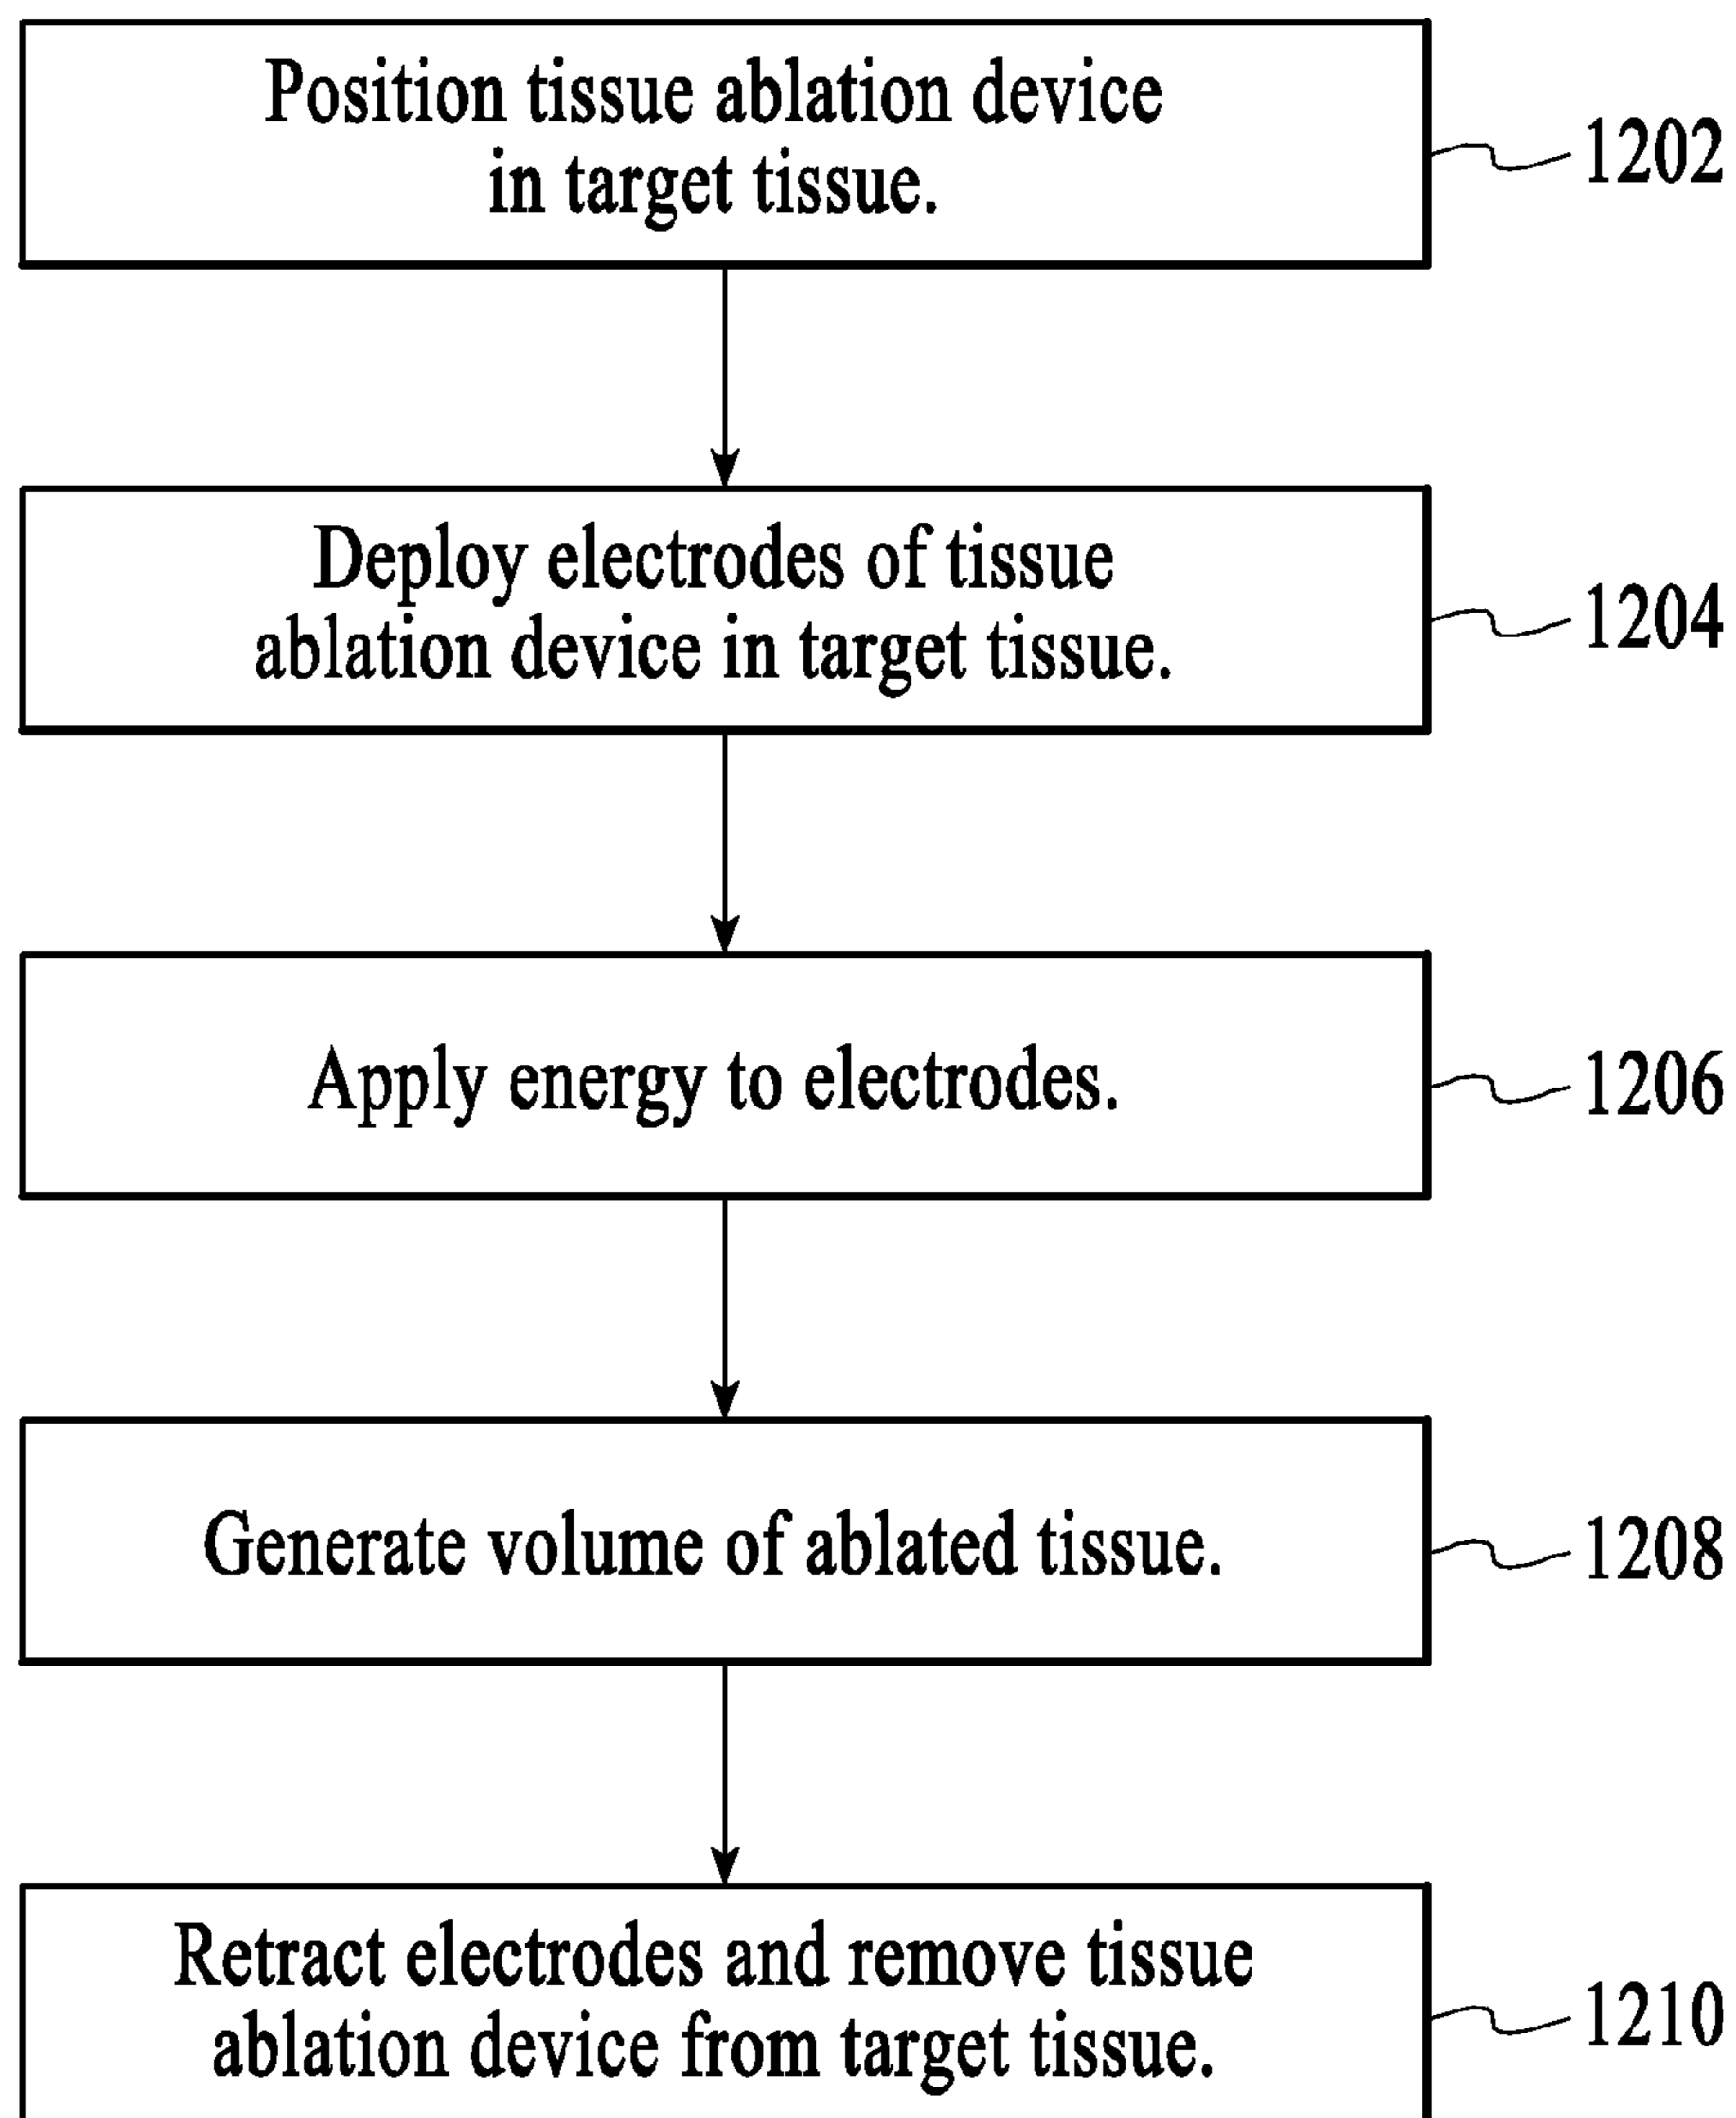 Position tissue ablation device
in target tissue.
1202
Deploy electrodes of tissue
ablation device in target tissue.
1204
Apply energy to electrodes.
1206
Generate volume of ablated tissue.
1208
Retract electrodes and remove tissue
ablation device from target tissue.
1210